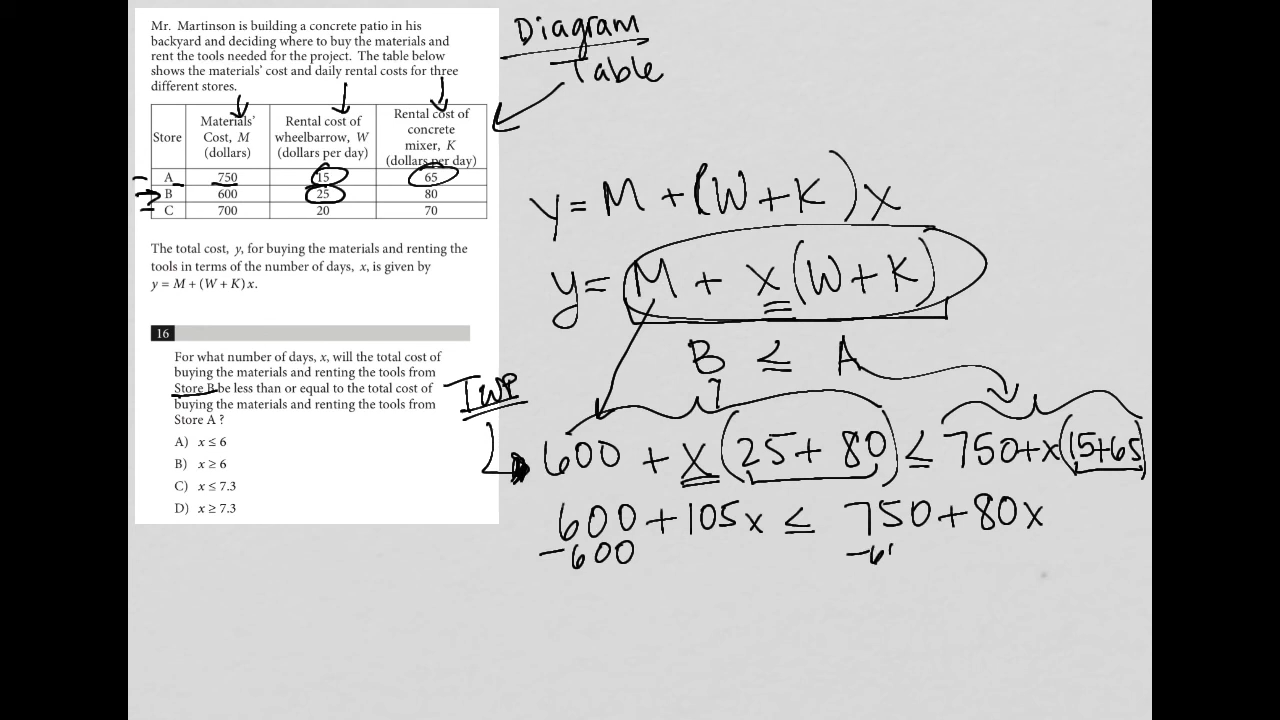 Mr. Martinson is building a concrete patio in his
backyard and deciding where to buy the materials and
rent the tools needed for the project. The table below
shows the materials' cost and daily rental costs for three
different stores.
Store
Materials'
Cost, M
(dollars)
Rental cost of
wheelbarrow, W
(dollars per day)
Rental cost of
concrete
mixer, K
(dollars per day)
A 750 15 65
B 600 25 80
C 700 20 70
The total cost, y, for buying the materials and renting the
tools in terms of the number of days, x, is given by
y = M + (W + K)x.
16
For what number of days, x, will the total cost of
buying the materials and renting the tools from
Store B be less than or equal to the total cost of
buying the materials and renting the tools from
Store A ?
A) x ≤ 6
B) x ≥ 6
C) x ≤ 7.3
D) x ≥ 7.3
Diagram
Table
y = M + (W + K) x
y = M + x (W + K)
B ≤ A
IWP
600 + x (25 + 80) ≤ 750 + x (15+65)
600 + 105x ≤ 750 + 80x
-600 -6